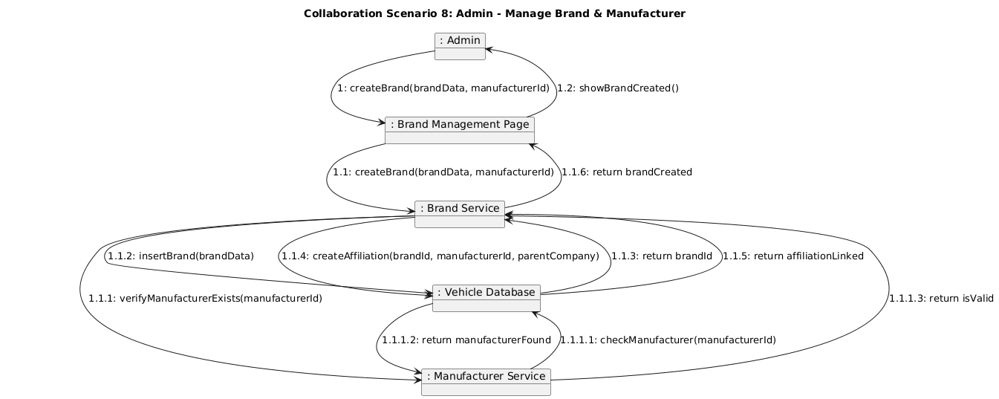 Collaboration Scenario 8: Admin - Manage Brand & Manufacturer
: Admin
1: createBrand(brandData, manufacturerId)
1.2: showBrandCreated()
: Brand Management Page
1.1: createBrand(brandData, manufacturerId)
1.1.6: return brandCreated
: Brand Service
1.1.2: insertBrand(brandData)
1.1.4: createAffiliation(brandId, manufacturerId, parentCompany)
1.1.3: return brandId
1.1.5: return affiliationLinked
: Vehicle Database
1.1.1: verifyManufacturerExists(manufacturerId)
1.1.1.3: return isValid
1.1.1.2: return manufacturerFound
1.1.1.1: checkManufacturer(manufacturerId)
: Manufacturer Service